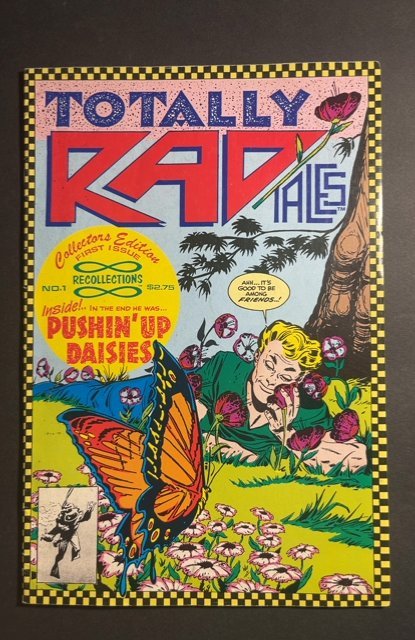 TOTALLY
RAD
TALES™
Collectors Edition
FIRST ISSUE
RECOLLECTIONS
NO.1 $2.75
Inside!.. IN THE END HE WAS...
PUSHIN' UP
DAISIES!
AHH...IT'S
GOOD TO BE
AMONG
FRIENDS..!